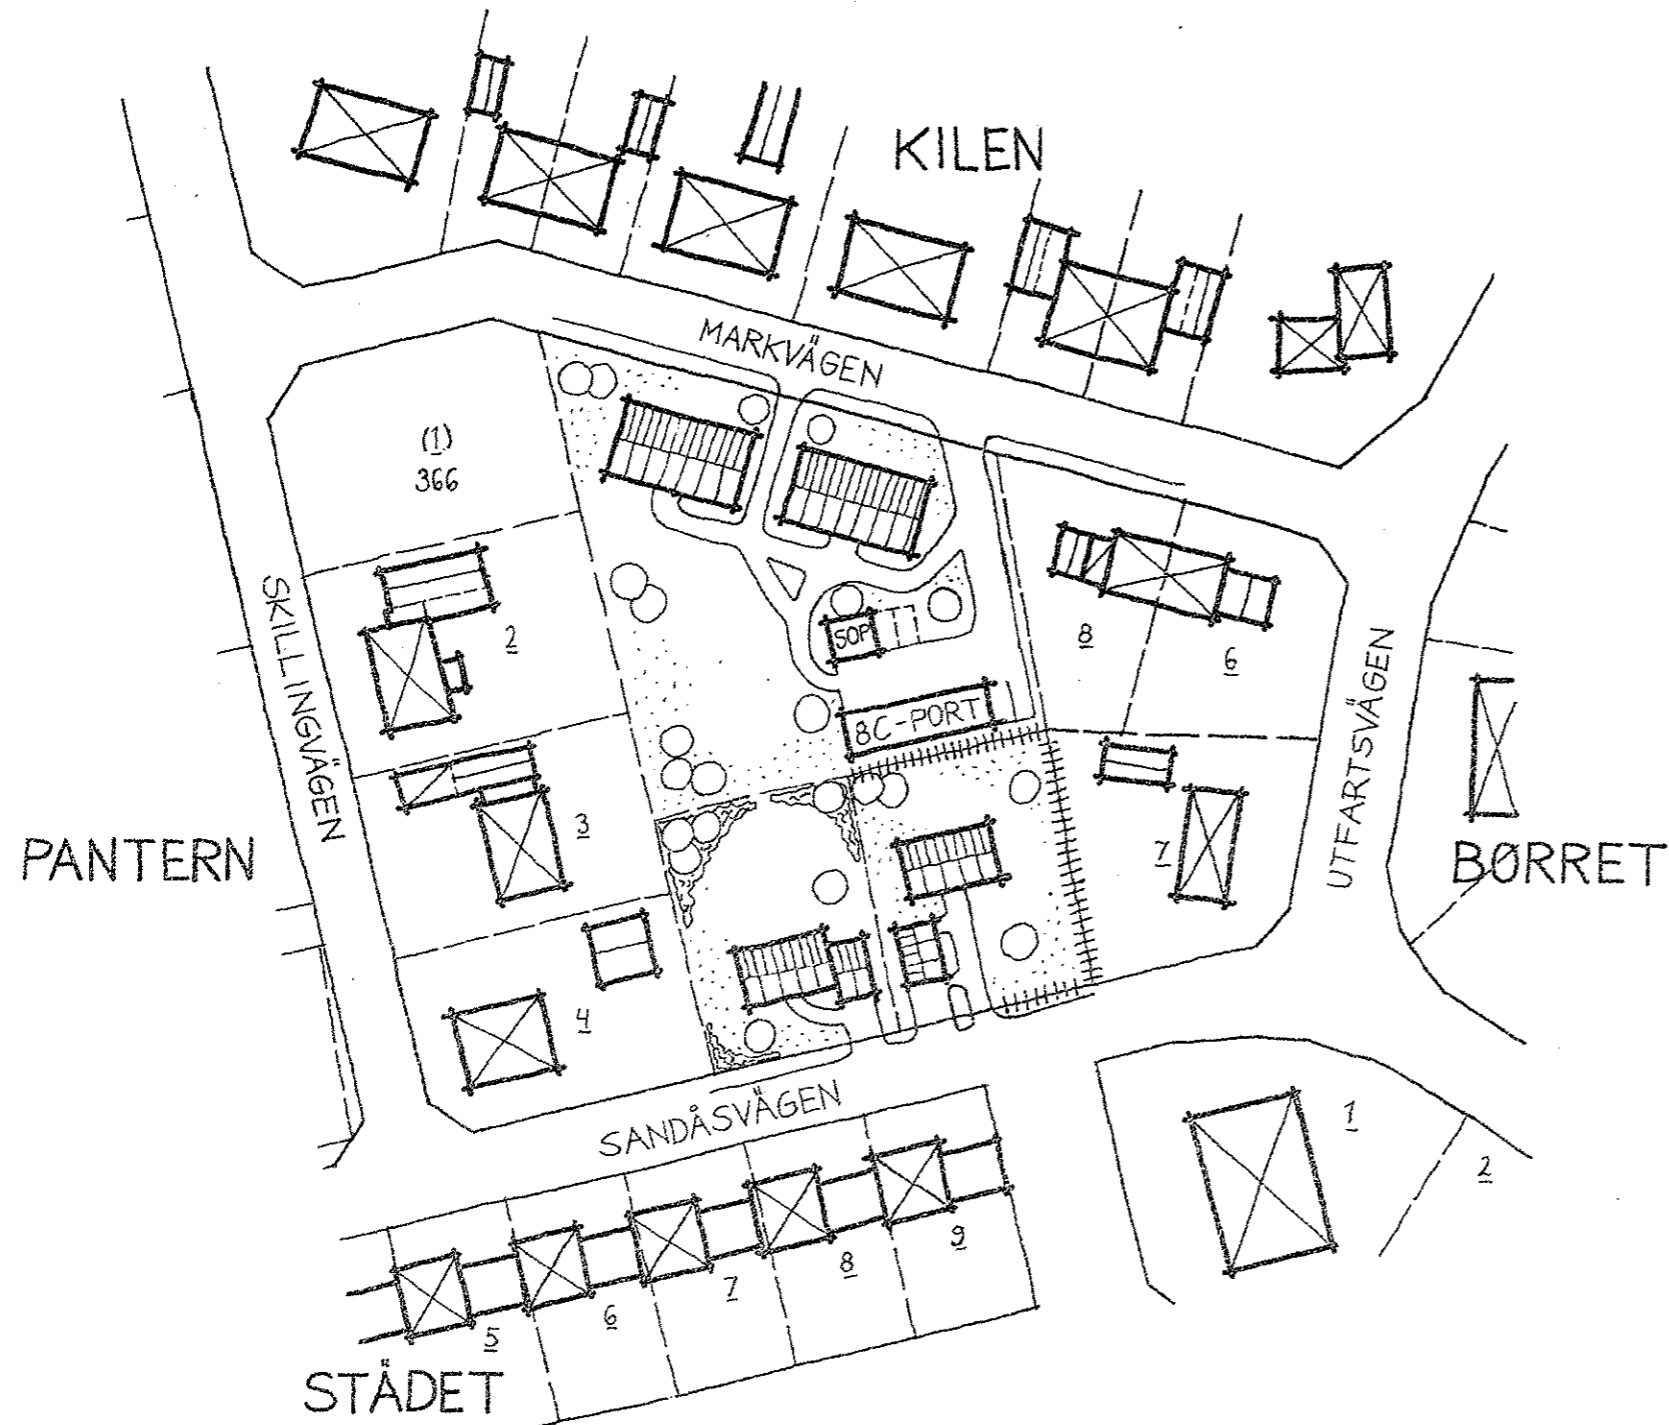 KILEN
MARKVÄGEN
(1)
366
SKILLINGVÄGEN
2
SOP
8
6
UTFARTSVÄGEN
8C-PORT
3
7
PANTERN
BORRET
4
SANDÅSVÄGEN
1
2
9
8
7
6
5
STÄDET